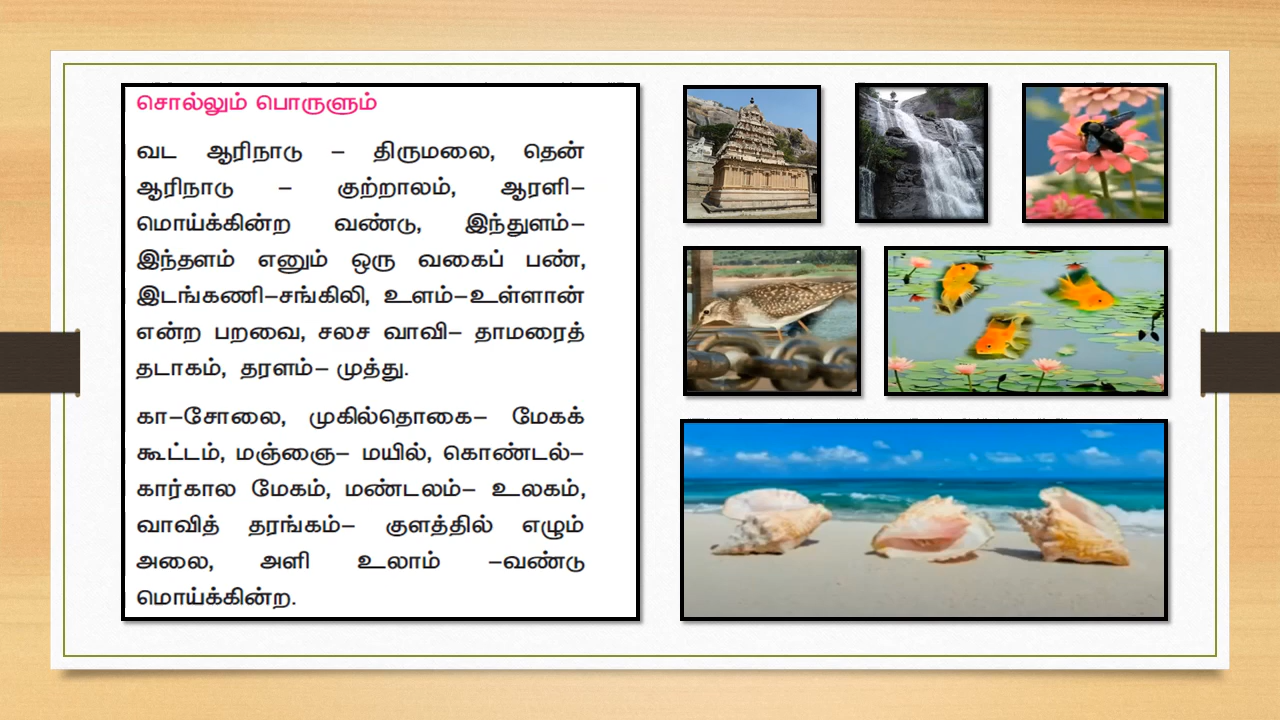 சொல்லும் பொருளும்
வட ஆரிநாடு – திருமலை, தென்
ஆரிநாடு – குற்றாலம், ஆரளி–
மொய்க்கின்ற வண்டு, இந்துளம்–
இந்தளம் எனும் ஒரு வகைப் பண்,
இடங்கணி–சங்கிலி, உளம்–உள்ளான்
என்ற பறவை, சலச வாவி– தாமரைத்
தடாகம், தரளம்– முத்து.
கா–சோலை, முகில்தொகை– மேகக்
கூட்டம், மஞ்ஞை– மயில், கொண்டல்–
கார்கால மேகம், மண்டலம்– உலகம்,
வாவித் தரங்கம்– குளத்தில் எழும்
அலை, அளி உலாம் –வண்டு
மொய்க்கின்ற.